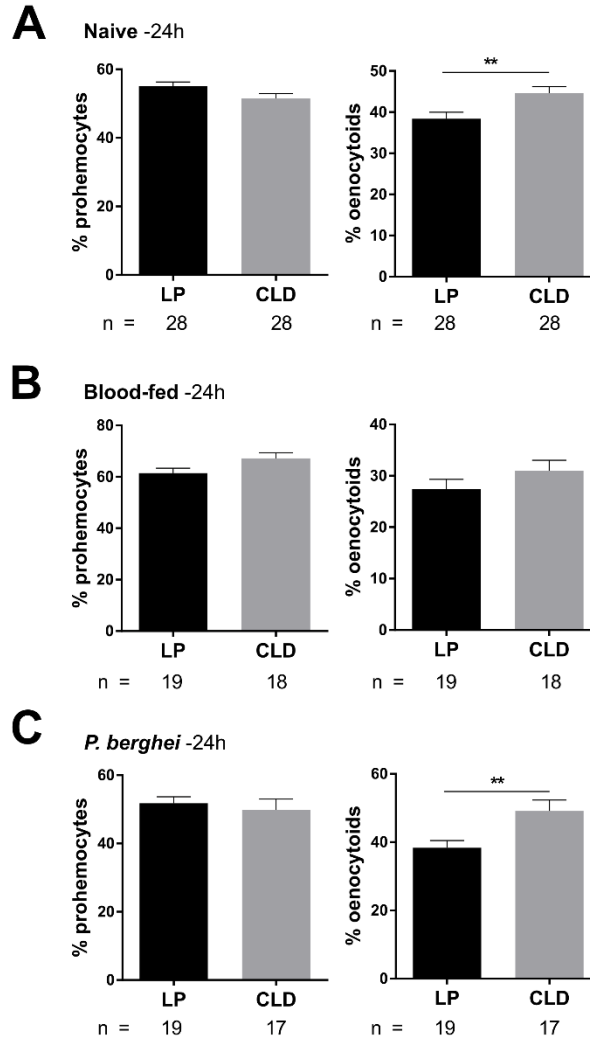 A
Naive -24h
% prohemocytes
60
40
20
0
LP CLD
n = 28 28
% oenocytoids
50
40
30
20
10
0
**
LP CLD
28 28
B
Blood-fed -24h
% prohemocytes
80
60
40
20
0
LP CLD
n = 19 18
% oenocytoids
40
30
20
10
0
LP CLD
19 18
C
P. berghei -24h
% prohemocytes
60
40
20
0
LP CLD
n = 19 17
% oenocytoids
60
40
20
0
**
LP CLD
19 17